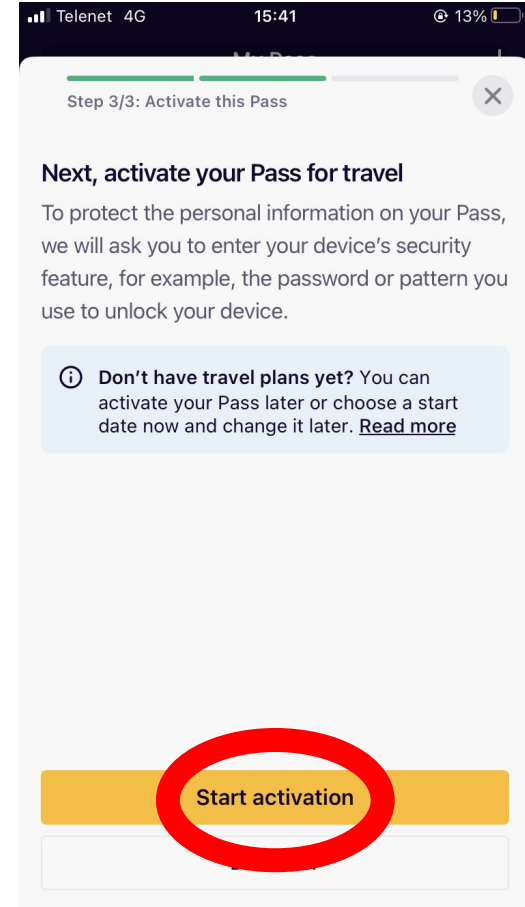 Telenet 4G 15:41 13%
Step 3/3: Activate this Pass
Next, activate your Pass for travel
To protect the personal information on your Pass,
we will ask you to enter your device's security
feature, for example, the password or pattern you
use to unlock your device.
Don't have travel plans yet? You can
activate your Pass later or choose a start
date now and change it later. Read more
Start activation